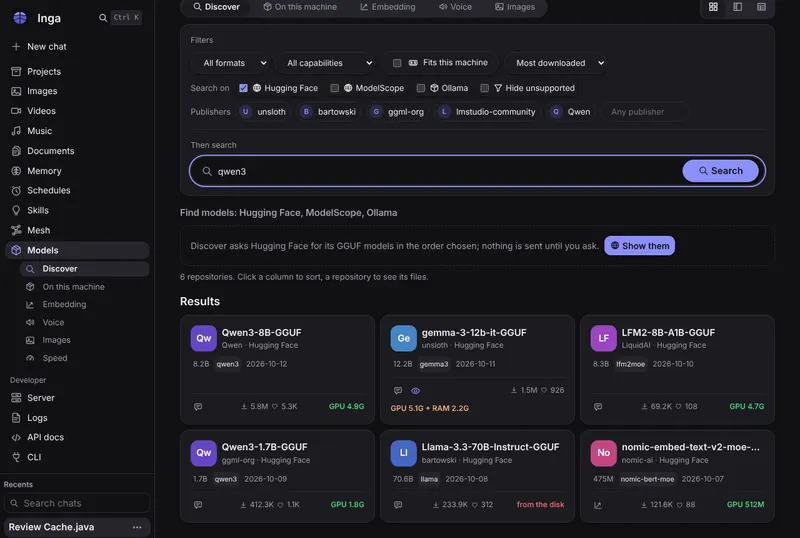 Inga
Ctrl K
New chat
Projects
Images
Videos
Music
Documents
Memory
Schedules
Skills
Mesh
Models
Discover
On this machine
Embedding
Voice
Images
Speed
Developer
Server
Logs
API docs
CLI
Recents
Search chats
Review Cache.java
Discover On this machine Embedding Voice Images
Filters
All formats All capabilities Fits this machine Most downloaded
Search on Hugging Face ModelScope Ollama Hide unsupported
Publishers U unsloth B bartowski G ggml-org L lmstudio-community Q Qwen Any publisher
Then search
qwen3 Search
Find models: Hugging Face, ModelScope, Ollama
Discover asks Hugging Face for its GGUF models in the order chosen; nothing is sent until you ask. Show them
6 repositories. Click a column to sort, a repository to see its files.
Results
Qw Qwen3-8B-GGUF
Qwen · Hugging Face
8.2B qwen3 2026-10-12
5.8M 5.3K GPU 4.9G
Ge gemma-3-12b-it-GGUF
unsloth · Hugging Face
12.2B gemma3 2026-10-11
1.5M 926
GPU 5.1G + RAM 2.2G
LF LFM2-8B-A1B-GGUF
LiquidAI · Hugging Face
8.3B lfm2moe 2026-10-10
69.2K 108 GPU 4.7G
Qw Qwen3-1.7B-GGUF
ggml-org · Hugging Face
1.7B qwen3 2026-10-09
412.3K 1.1K GPU 1.8G
Ll Llama-3.3-70B-Instruct-GGUF
bartowski · Hugging Face
70.6B llama 2026-10-08
233.9K 312 from the disk
No nomic-embed-text-v2-moe-...
nomic-ai · Hugging Face
475M nomic-bert-moe 2026-10-07
121.6K 88 GPU 512M